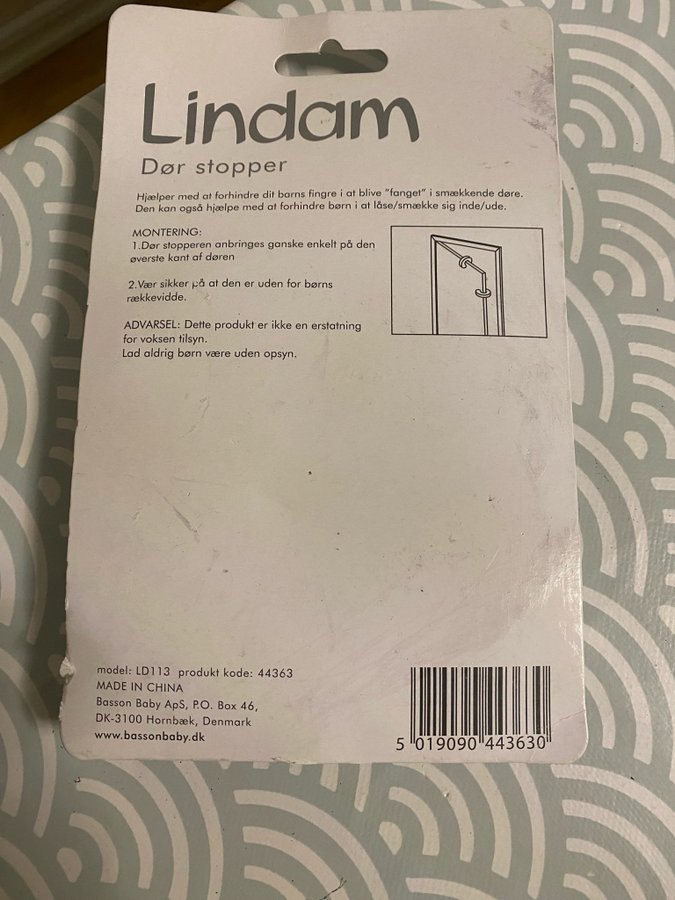 Lindam
Dør stopper
Hjælper med at forhindre dit barns fingre i at blive "fanget" i smækkende døre.
Den kan også hjælpe med at forhindre børn i at låse/smække sig inde/ude.
MONTERING:
1.Dør stopperen anbringes ganske enkelt på den
øverste kant af døren
2.Vær sikker på at den er uden for børns
rækkevidde.
ADVARSEL: Dette produkt er ikke en erstatning
for voksen tilsyn.
Lad aldrig børn være uden opsyn.
model: LD113 produkt kode: 44363
MADE IN CHINA
Basson Baby ApS, P.O. Box 46,
DK-3100 Hornbæk, Denmark
www.bassonbaby.dk
5 019090 443630